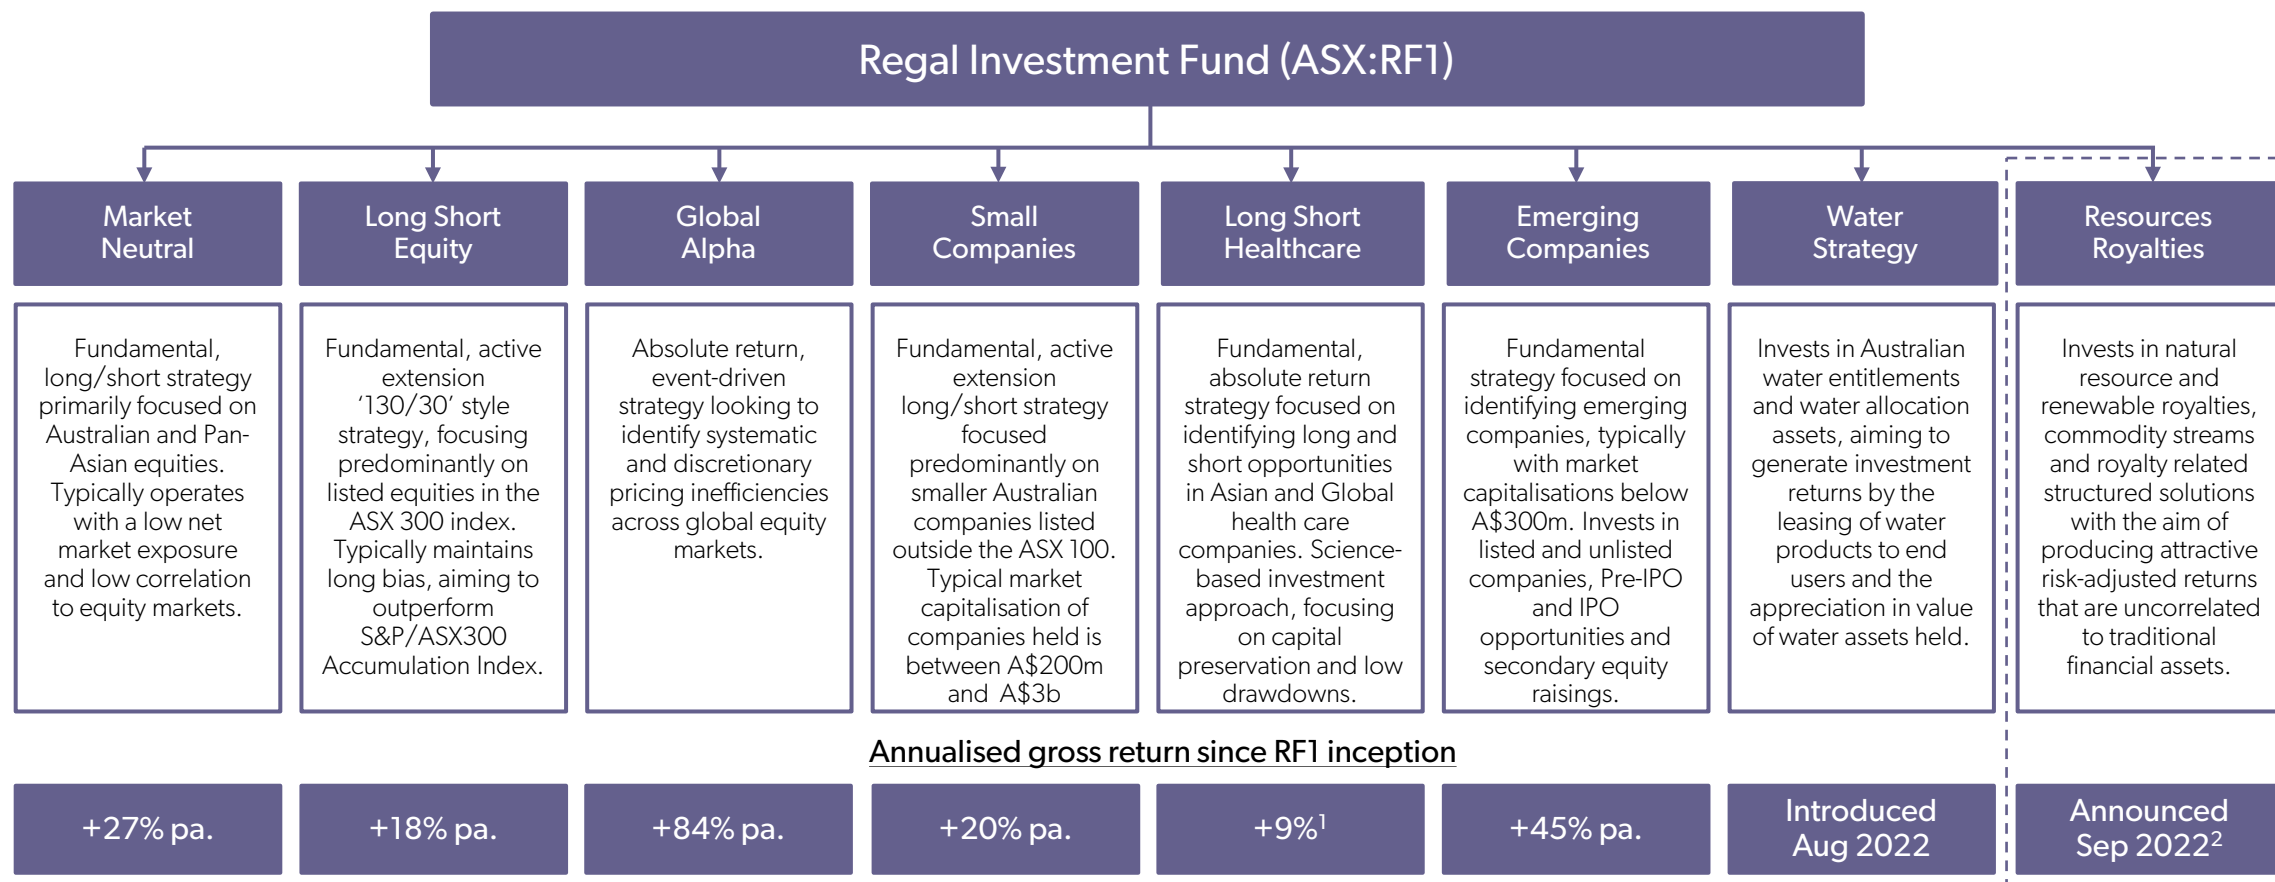 Regal Investment Fund (ASX:RF1)
Market
Neutral
Long Short
Equity
Global
Alpha
Small
Companies
Long Short
Healthcare
Emerging
Companies
Water
Strategy
Resources
Royalties
Fundamental,
long/short strategy
primarily focused on
Australian and Pan-
Asian equities.
Typically operates
with a low net
market exposure
and low correlation
to equity markets.
Fundamental, active
extension
‘130/30’ style
strategy, focusing
predominantly on
listed equities in the
ASX 300 index.
Typically maintains
long bias, aiming to
outperform
S&P/ASX300
Accumulation Index.
Absolute return,
event-driven
strategy looking to
identify systematic
and discretionary
pricing inefficiencies
across global equity
markets.
Fundamental, active
extension
long/short strategy
focused
predominantly on
smaller Australian
companies listed
outside the ASX 100.
Typical market
capitalisation of
companies held is
between A$200m
and A$3b
Fundamental,
absolute return
strategy focused on
identifying long and
short opportunities
in Asian and Global
health care
companies. Science-
based investment
approach, focusing
on capital
preservation and low
drawdowns.
Fundamental
strategy focused on
identifying emerging
companies, typically
with market
capitalisations below
A$300m. Invests in
listed and unlisted
companies, Pre-IPO
and IPO
opportunities and
secondary equity
raisings.
Invests in Australian
water entitlements
and water allocation
assets, aiming to
generate investment
returns by the
leasing of water
products to end
users and the
appreciation in value
of water assets held.
Invests in natural
resource and
renewable royalties,
commodity streams
and royalty related
structured solutions
with the aim of
producing attractive
risk-adjusted returns
that are uncorrelated
to traditional
financial assets.
Annualised gross return since RF1 inception
+27% pa.
+18% pa.
+84% pa.
+20% pa.
+9%¹
+45% pa.
Introduced
Aug 2022
Announced
Sep 2022²